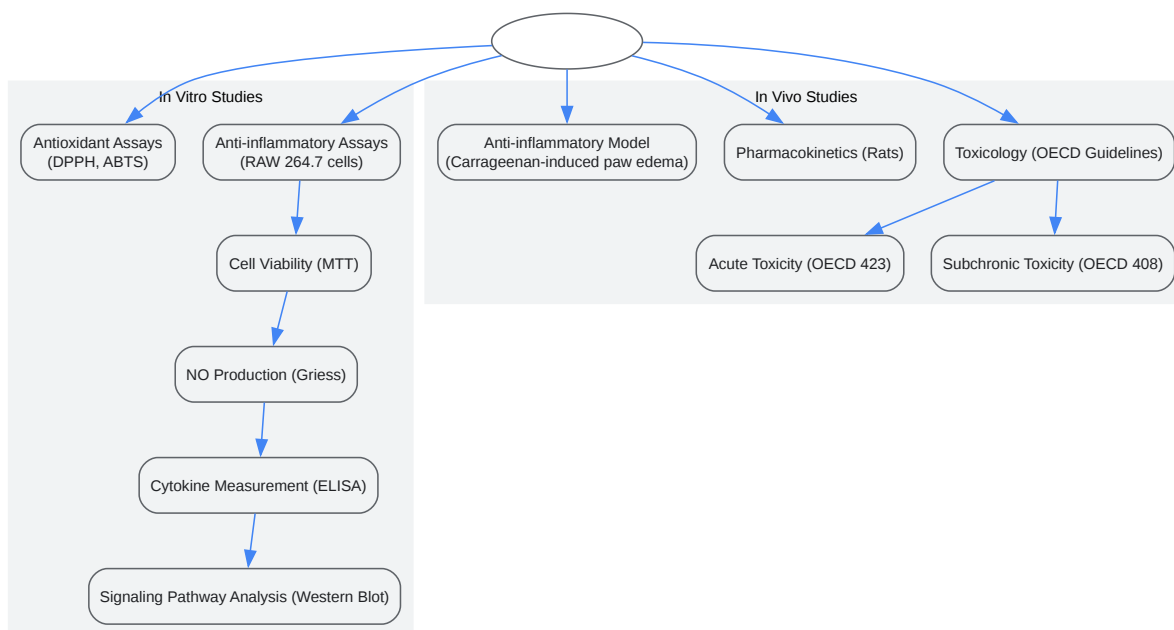 In Vitro Studies
Antioxidant Assays
(DPPH, ABTS)
Anti-inflammatory Assays
(RAW 264.7 cells)
Cell Viability (MTT)
NO Production (Griess)
Cytokine Measurement (ELISA)
Signaling Pathway Analysis (Western Blot)
In Vivo Studies
Anti-inflammatory Model
(Carrageenan-induced paw edema)
Pharmacokinetics (Rats)
Toxicology (OECD Guidelines)
Acute Toxicity (OECD 423)
Subchronic Toxicity (OECD 408)